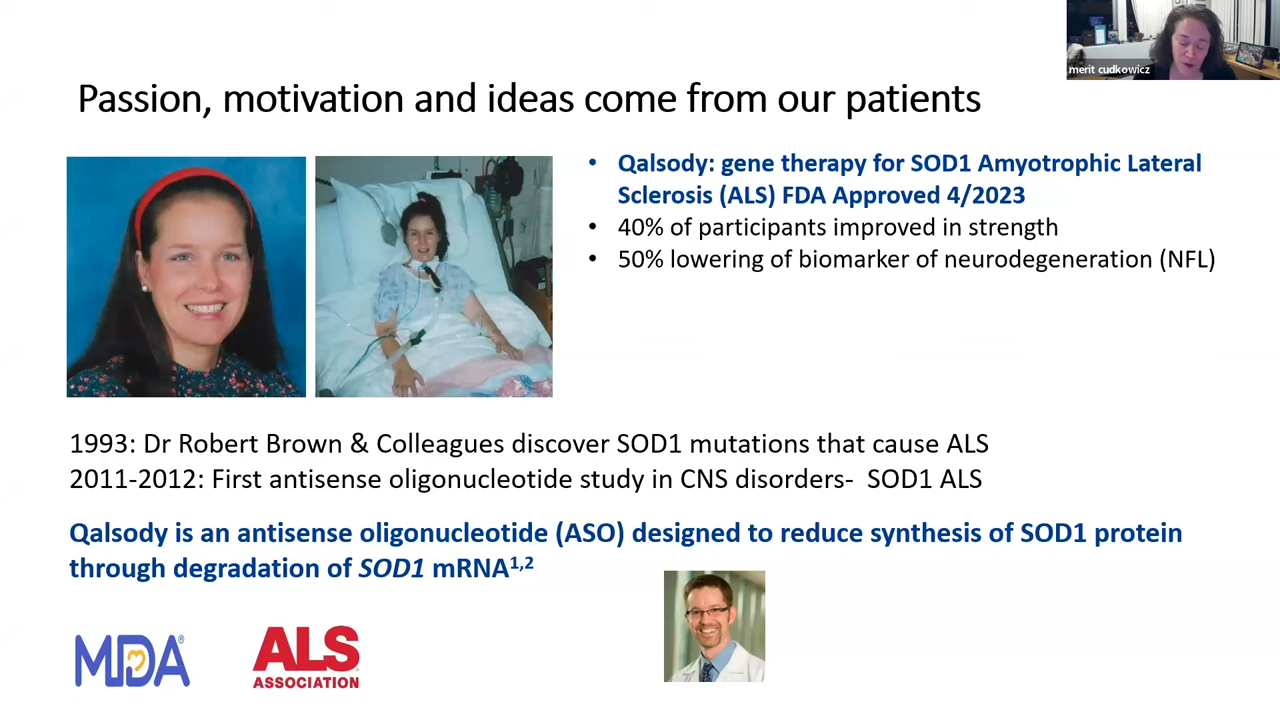 merit cudkowicz
Passion, motivation and ideas come from our patients
• Qalsody: gene therapy for SOD1 Amyotrophic Lateral
Sclerosis (ALS) FDA Approved 4/2023
• 40% of participants improved in strength
• 50% lowering of biomarker of neurodegeneration (NFL)
1993: Dr Robert Brown & Colleagues discover SOD1 mutations that cause ALS
2011-2012: First antisense oligonucleotide study in CNS disorders- SOD1 ALS
Qalsody is an antisense oligonucleotide (ASO) designed to reduce synthesis of SOD1 protein
through degradation of SOD1 mRNA¹,²
MDA®
ALS
ASSOCIATION